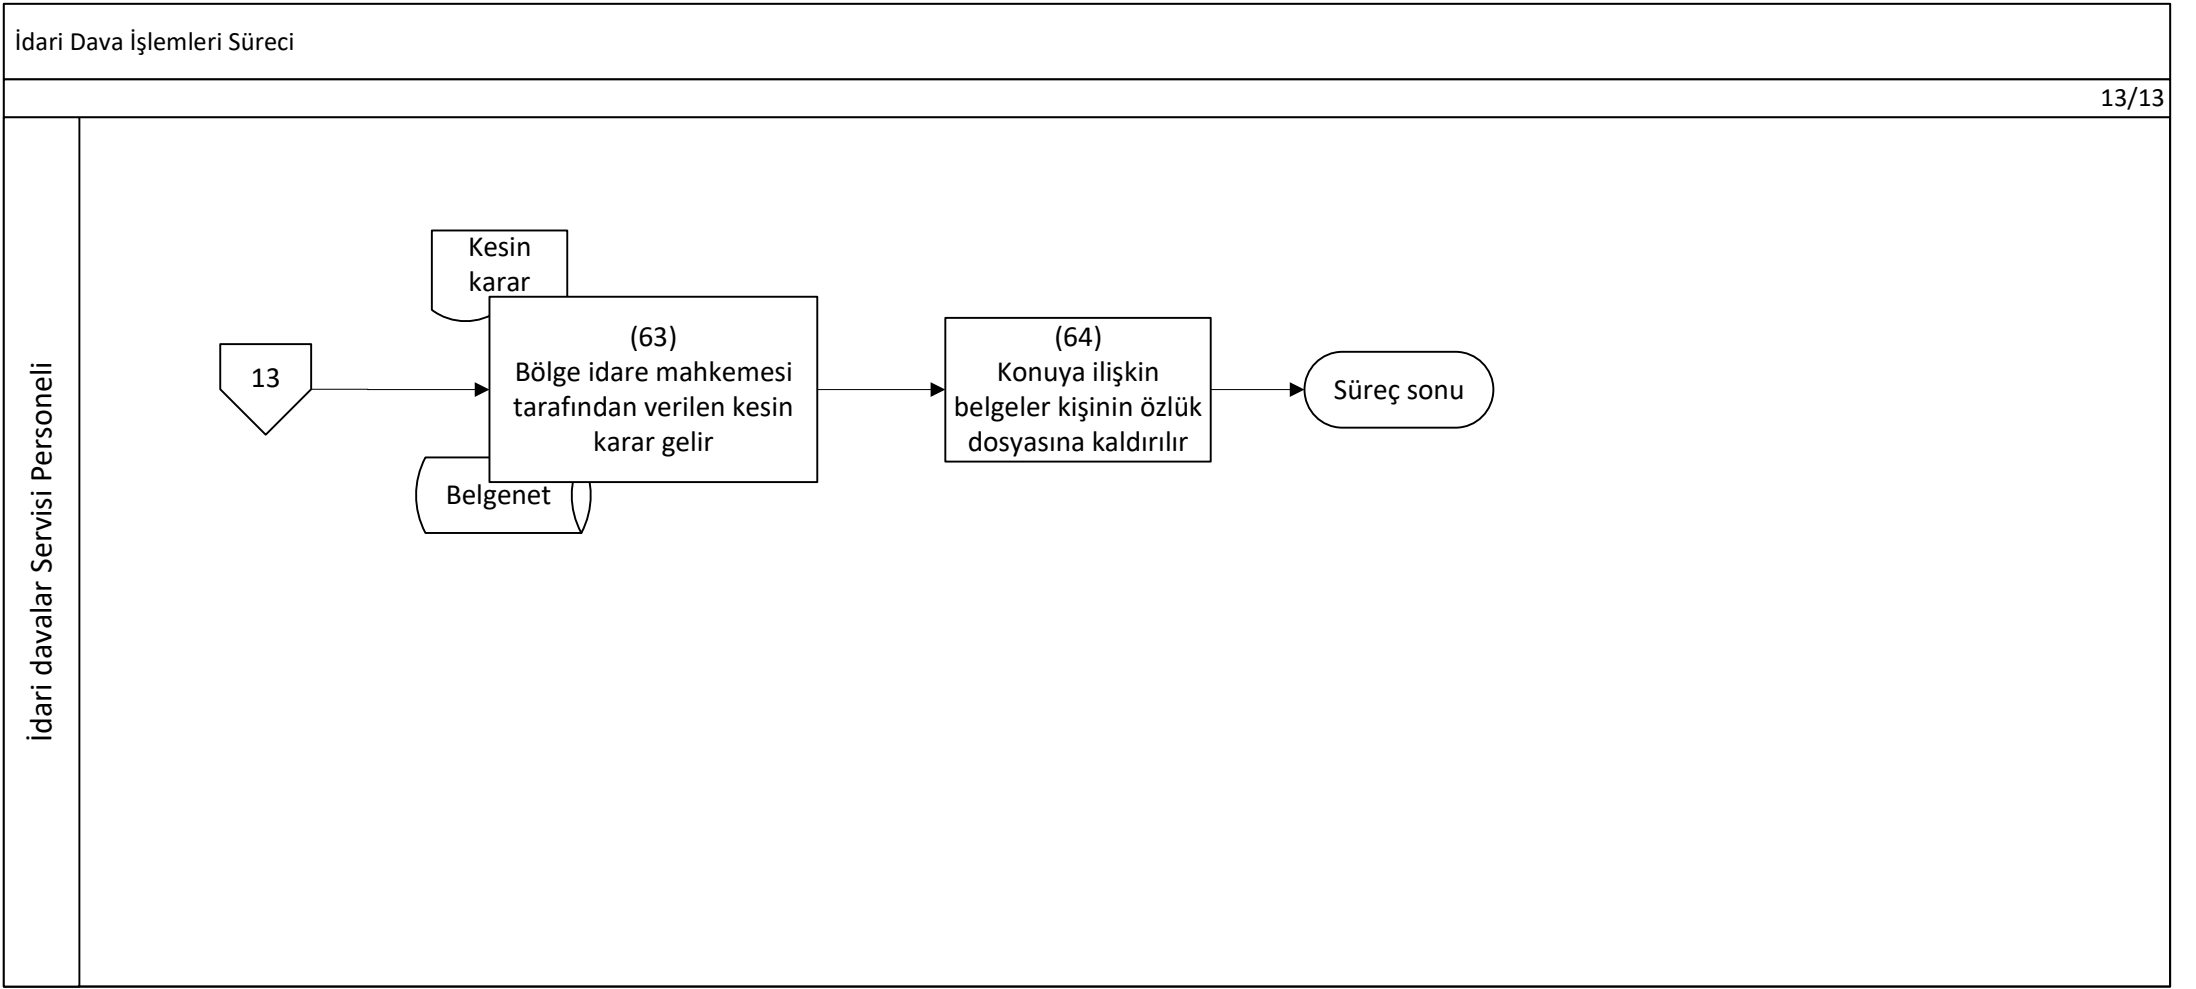 İdari Dava İşlemleri Süreci
13/13
İdari davalar Servisi Personeli
Kesin
karar
13
(63)
Bölge idare mahkemesi
tarafından verilen kesin
karar gelir
Belgenet
(64)
Konuya ilişkin
belgeler kişinin özlük
dosyasına kaldırılır
Süreç sonu